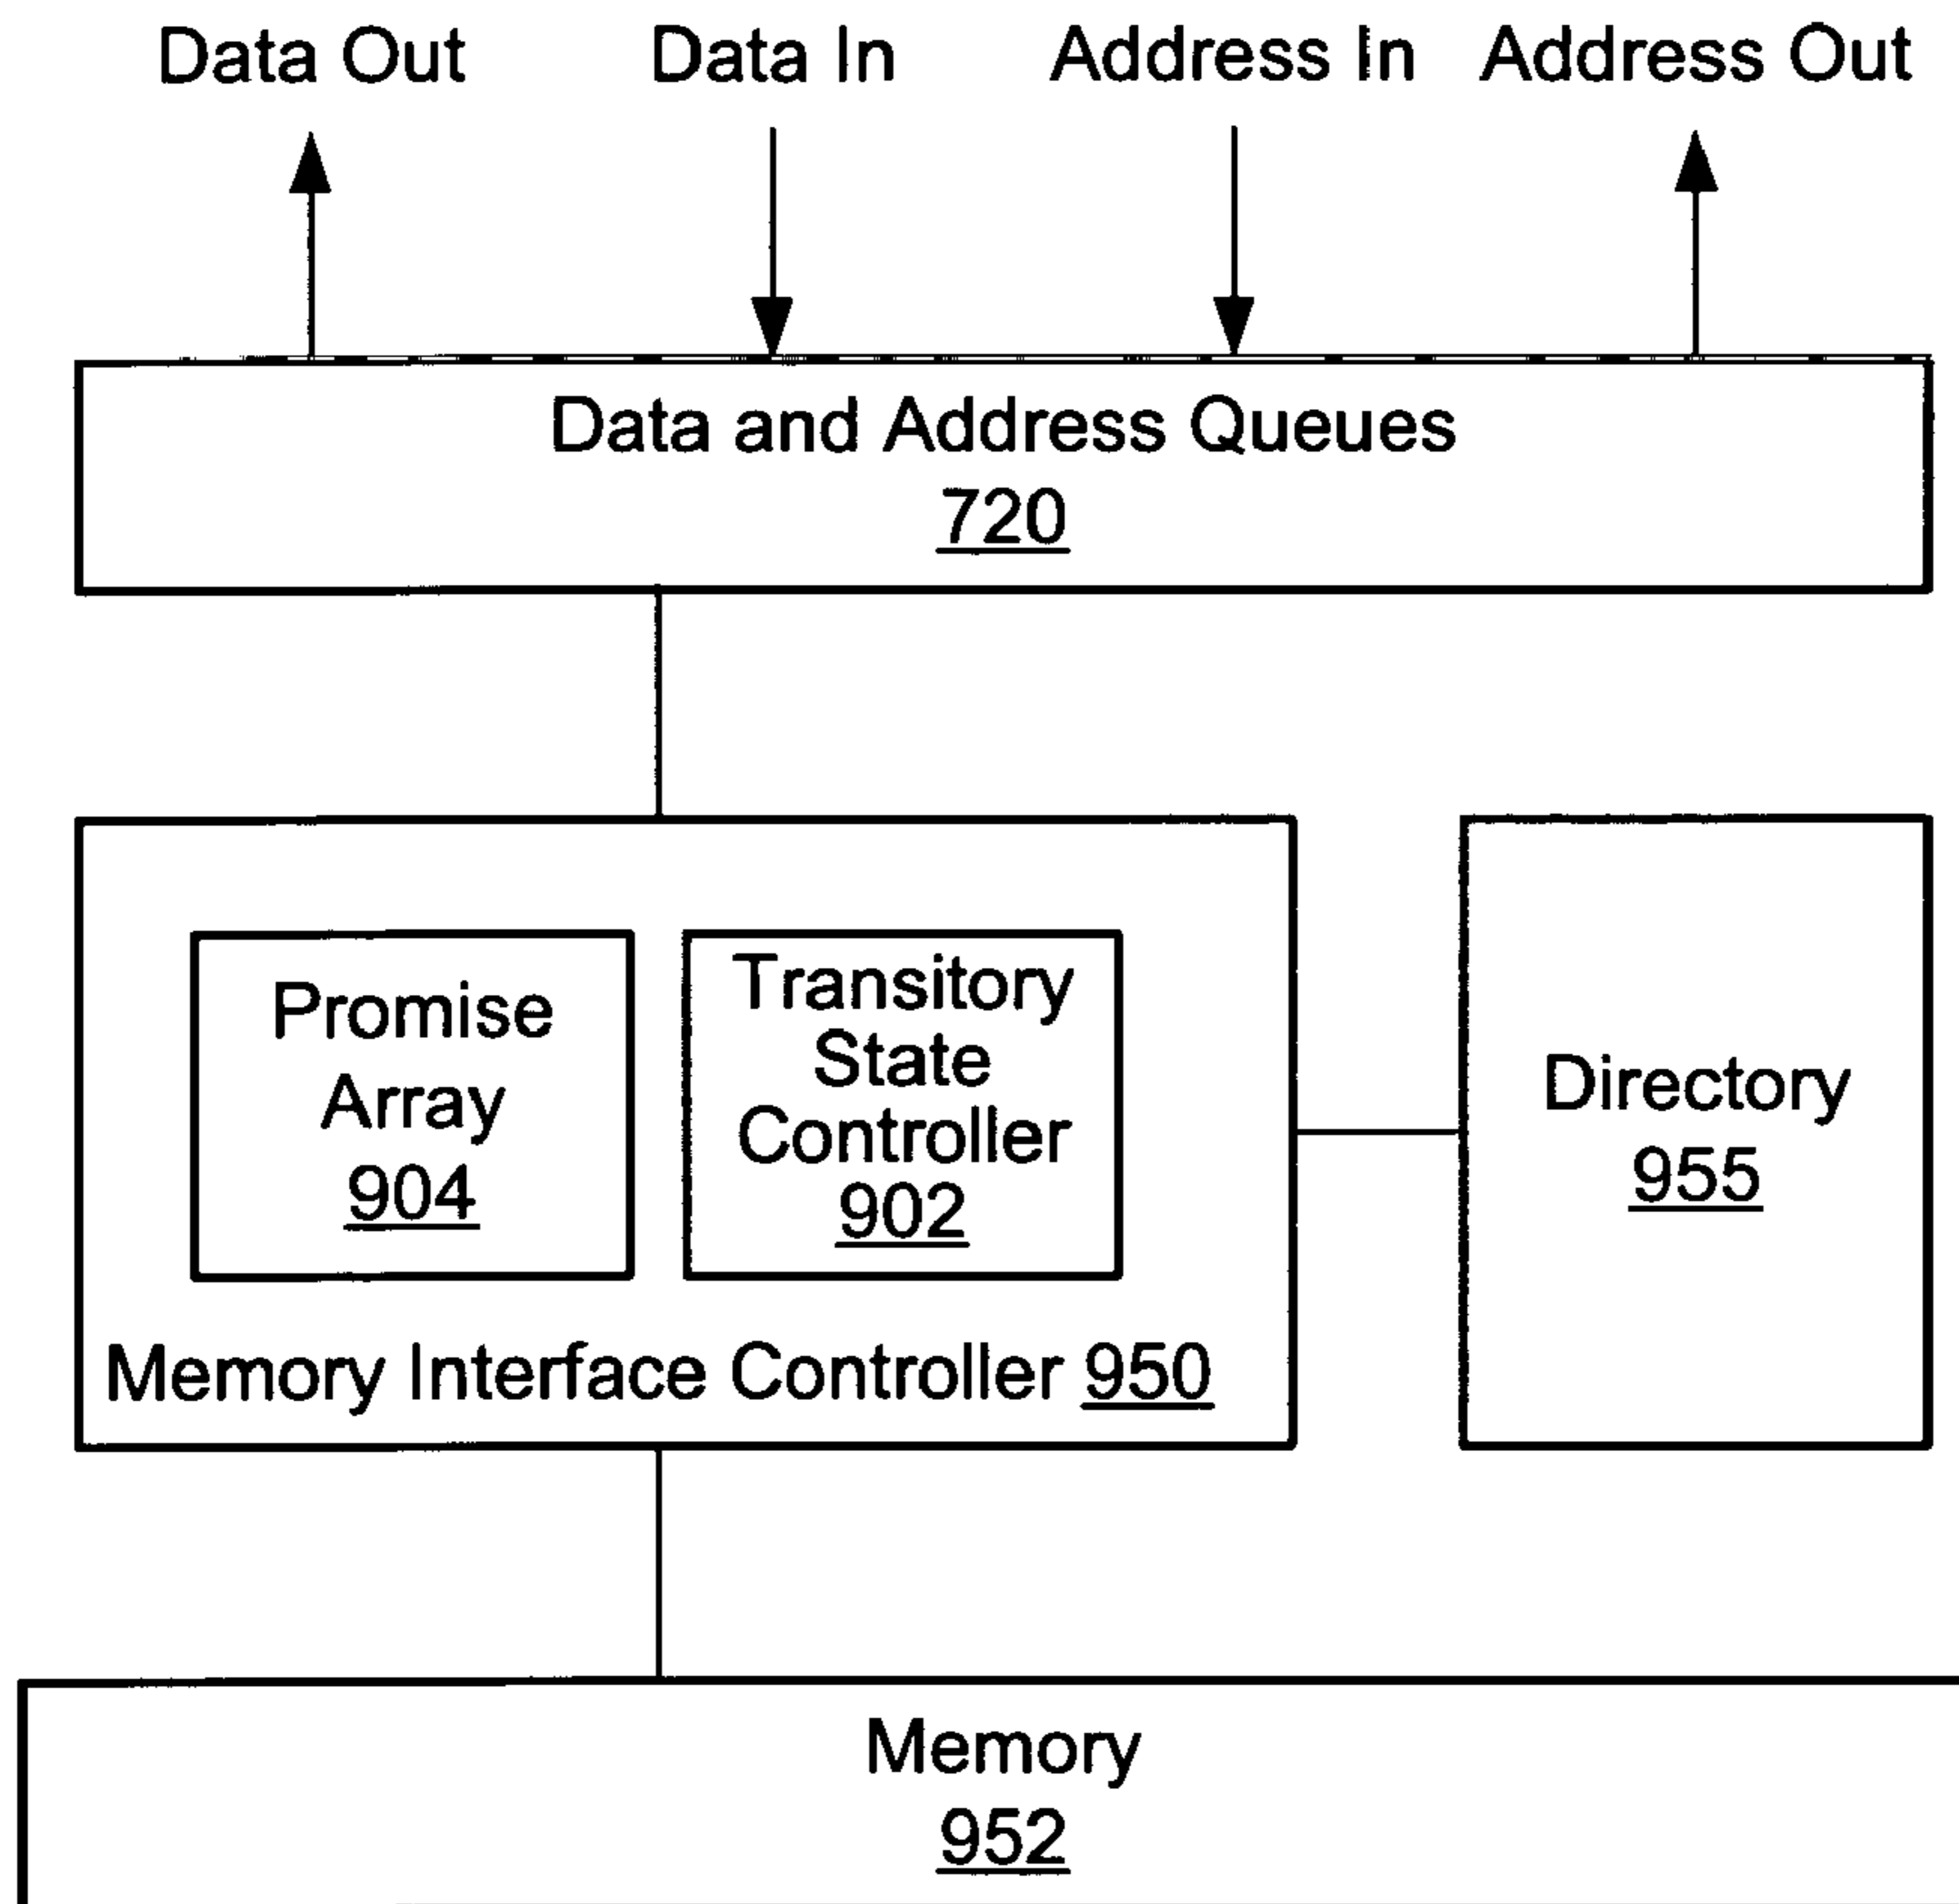 Data Out
Data In
Address In
Address Out
Data and Address Queues
720
Promise
Array
904
Transitory
State
Controller
902
Memory Interface Controller 950
Directory
955
Memory
952